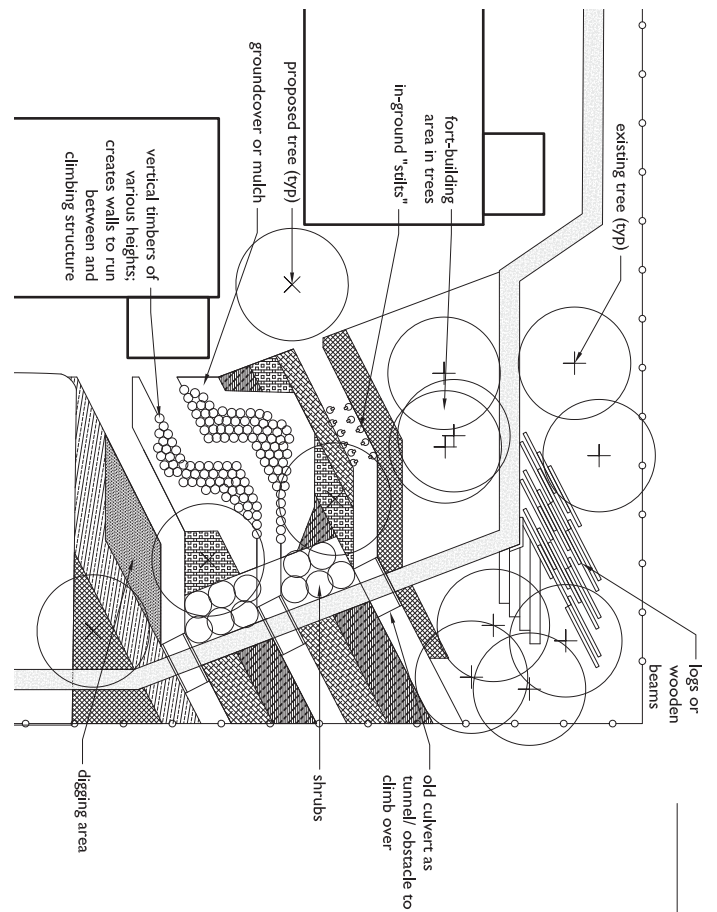 existing tree (typ)
fort-building
area in trees
in-ground "stilts"
proposed tree (typ)
groundcover or mulch
vertical timbers of
various heights;
creates walls to run
between and
climbing structure
logs or
wooden
beams
old culvert as
tunnel/ obstacle to
climb over
shrubs
digging area